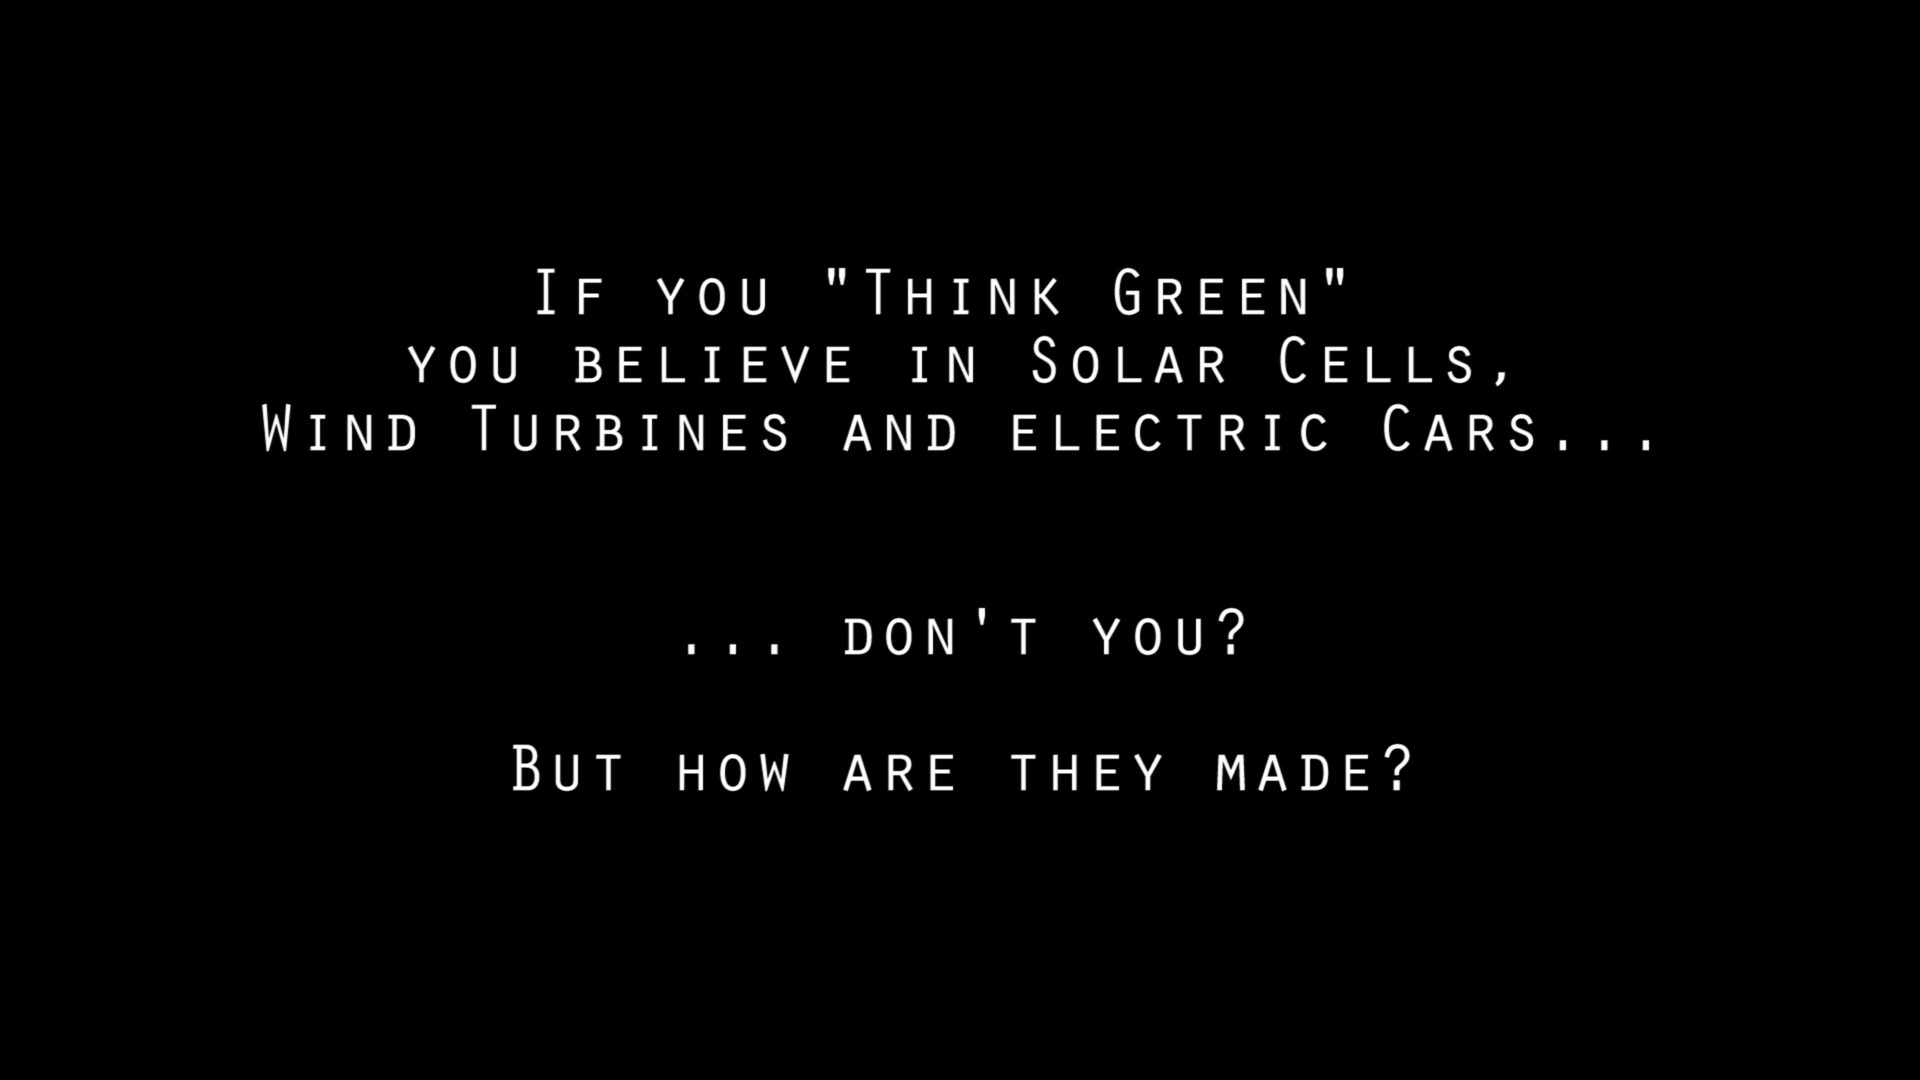 If you "Think Green"
you believe in Solar Cells,
Wind Turbines and electric Cars...
... don't you?
But how are they made?